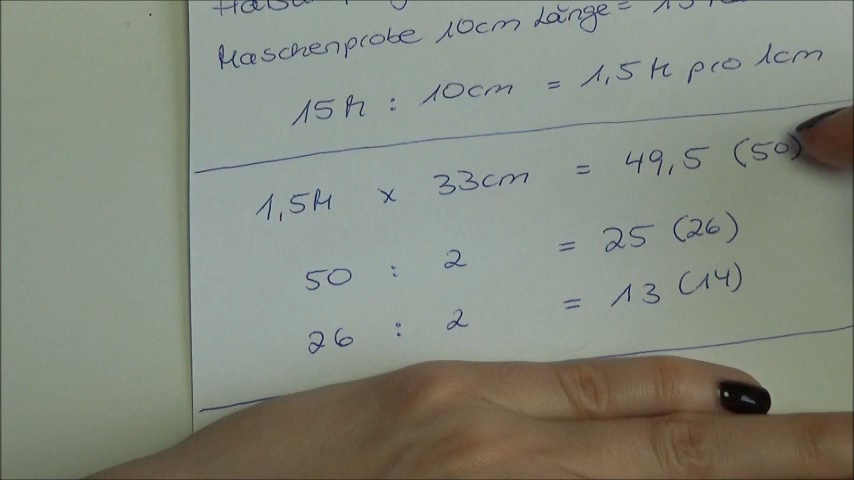 Maschenprobe 10cm Länge =
15M : 10cm = 1,5M pro 1cm
1,5M x 33cm = 49,5 (50)
50 : 2 = 25 (26)
26 : 2 = 13 (14)